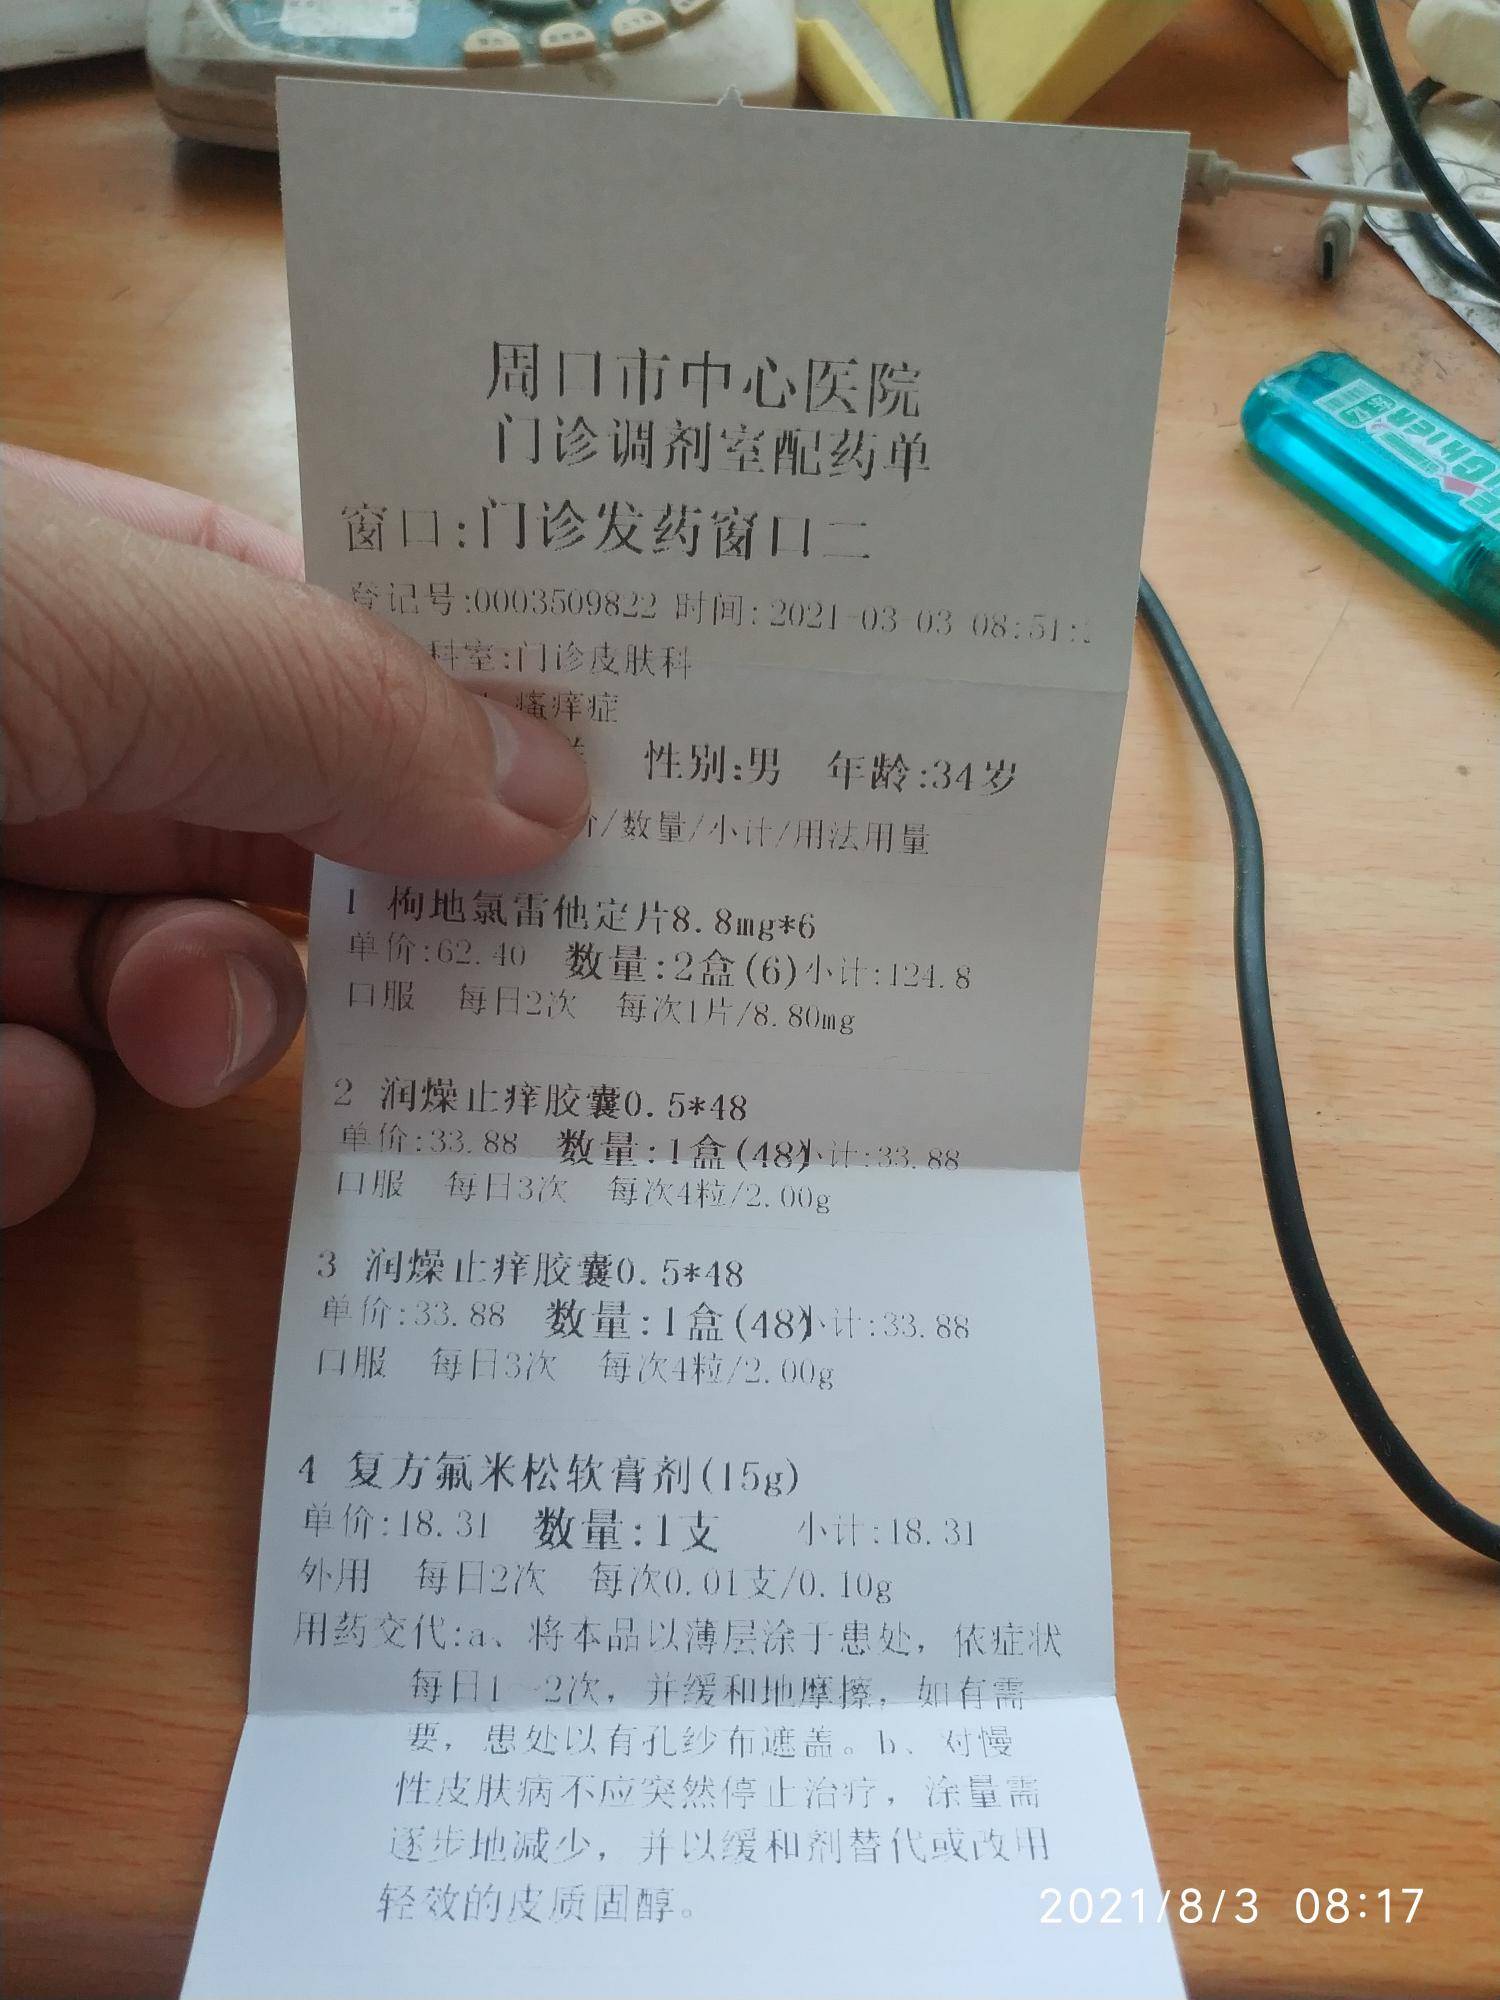 周口市中心医院
门诊调剂室配药单
窗口:门诊发药窗口二
登记号:0003509822 时间:2021-03-03 08:51:
科室:门诊皮肤科
瘙痒症
性别:男 年龄:34岁
价/数量/小计/用法用量
1 枸地氯雷他定片8.8mg*6
单价:62.40 数量:2盒(6)小计:124.8
口服 每日2次 每次1片/8.80mg
2 润燥止痒胶囊0.5*48
单价:33.88 数量:1盒(48)小计:33.88
口服 每日3次 每次4粒/2.00g
3 润燥止痒胶囊0.5*48
单价:33.88 数量:1盒(48)小计:33.88
口服 每日3次 每次4粒/2.00g
4 复方氟米松软膏剂(15g)
单价:18.31 数量:1支 小计:18.31
外用 每日2次 每次0.01支/0.10g
用药交代:a、将本品以薄层涂于患处，依症状
每日1~2次，并缓和地摩擦，如有需
要，患处以有孔纱布遮盖。b、对慢
性皮肤病不应突然停止治疗，涂量需
逐步地减少，并以缓和剂替代或改用
轻效的皮质固醇。
2021/8/3 08:17